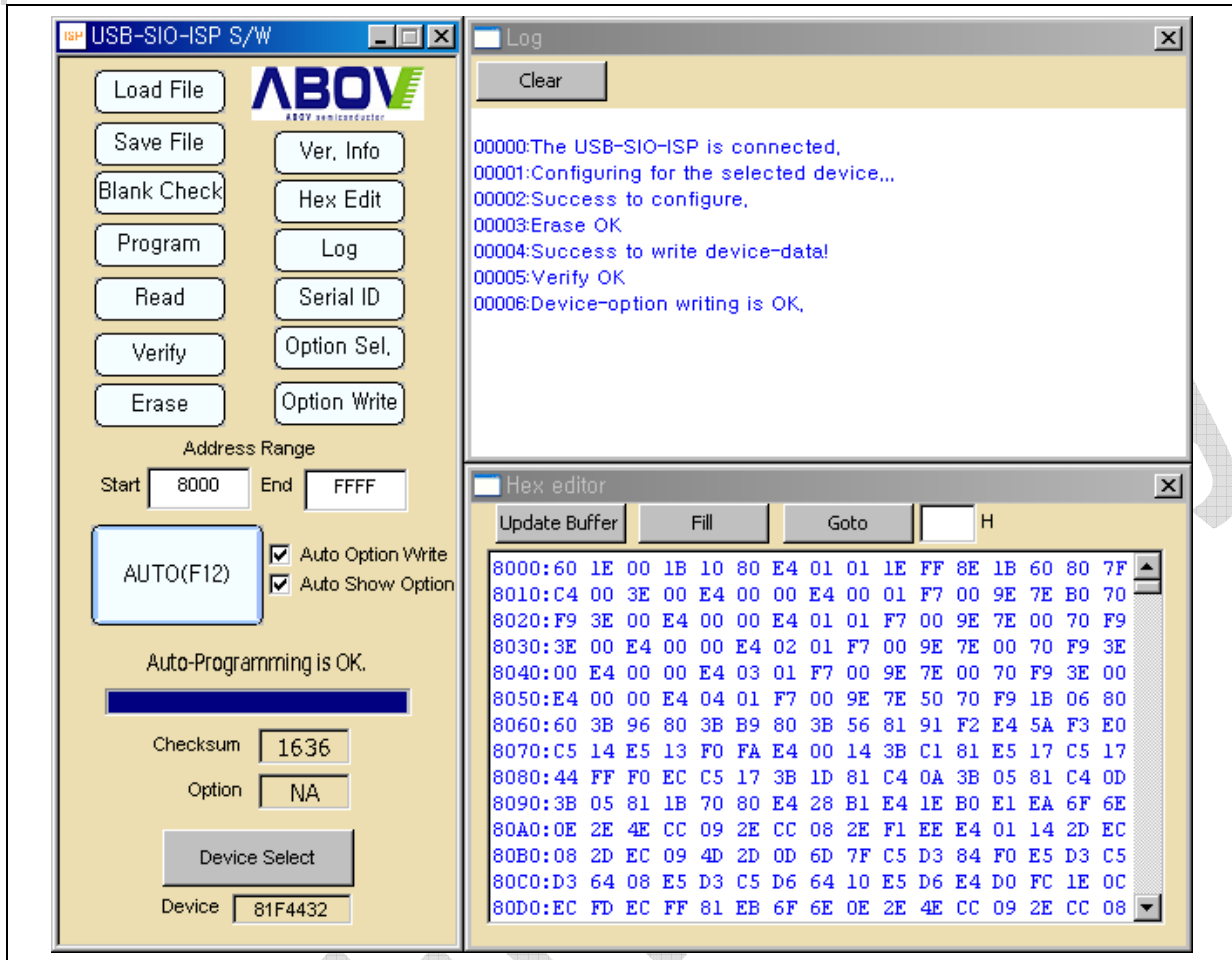 ISP USB-SIO-ISP S/W
Load File
ABOV
ABOV semiconductor
Save File
Ver, Info
Blank Check
Hex Edit
Program
Log
Read
Serial ID
Verify
Option Sel,
Erase
Option Write
Address Range
Start 8000 End FFFF
AUTO(F12)
Auto Option Write
Auto Show Option
Auto-Programming is OK.
Checksum 1636
Option NA
Device Select
Device 81F4432
Log
Clear
00000:The USB-SIO-ISP is connected,
00001:Configuring for the selected device,,,
00002:Success to configure,
00003:Erase OK
00004:Success to write device-data!
00005:Verify OK
00006:Device-option writing is OK,
Hex editor
Update Buffer Fill Goto H
8000:60 1E 00 1B 10 80 E4 01 01 1E FF 8E 1B 60 80 7F
8010:C4 00 3E 00 E4 00 00 E4 00 01 F7 00 9E 7E B0 70
8020:F9 3E 00 E4 00 00 E4 01 01 F7 00 9E 7E 00 70 F9
8030:3E 00 E4 00 00 E4 02 01 F7 00 9E 7E 00 70 F9 3E
8040:00 E4 00 00 E4 03 01 F7 00 9E 7E 00 70 F9 3E 00
8050:E4 00 00 E4 04 01 F7 00 9E 7E 50 70 F9 1B 06 80
8060:60 3B 96 80 3B B9 80 3B 56 81 91 F2 E4 5A F3 E0
8070:C5 14 E5 13 F0 FA E4 00 14 3B C1 81 E5 17 C5 17
8080:44 FF F0 EC C5 17 3B 1D 81 C4 0A 3B 05 81 C4 0D
8090:3B 05 81 1B 70 80 E4 28 B1 E4 1E B0 E1 EA 6F 6E
80A0:0E 2E 4E CC 09 2E CC 08 2E F1 EE E4 01 14 2D EC
80B0:08 2D EC 09 4D 2D 0D 6D 7F C5 D3 84 F0 E5 D3 C5
80C0:D3 64 08 E5 D3 C5 D6 64 10 E5 D6 E4 D0 FC 1E 0C
80D0:EC FD EC FF 81 EB 6F 6E 0E 2E 4E CC 09 2E CC 08